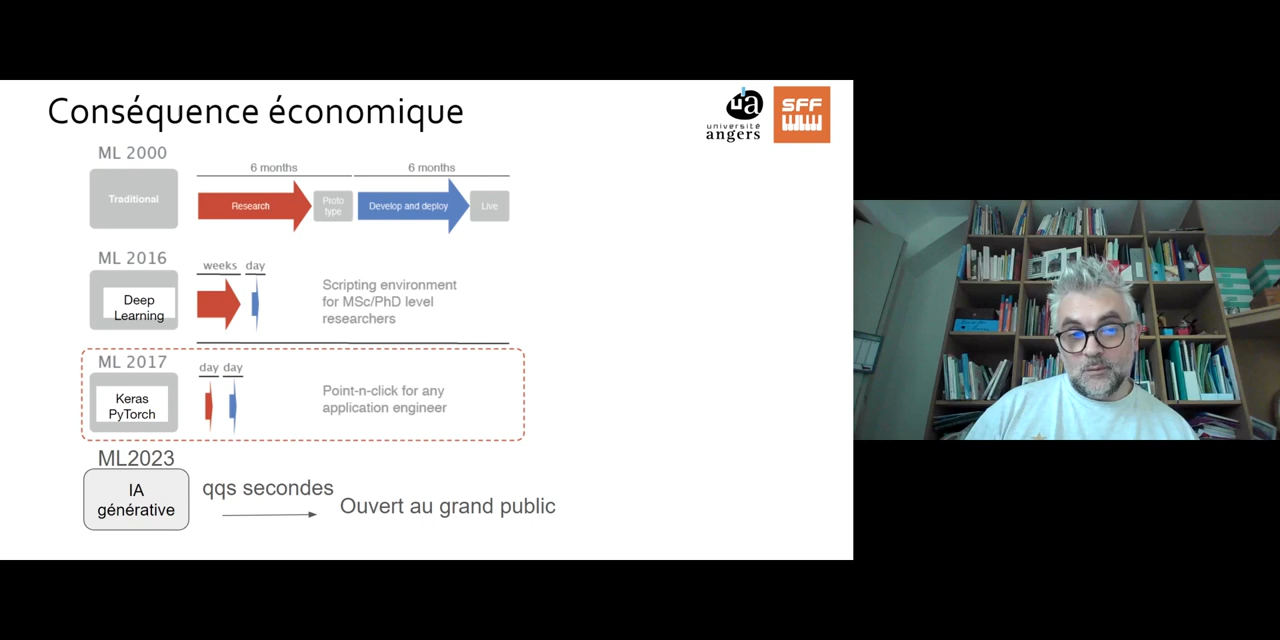 Conséquence économique
université
angers
SFF
ML 2000
Traditional
6 months
6 months
Research
Proto
type
Develop and deploy
Live
ML 2016
Deep
Learning
weeks day
Scripting environment
for MSc/PhD level
researchers
ML 2017
Keras
PyTorch
day day
Point-n-click for any
application engineer
ML2023
IA
générative
qqs secondes
Ouvert au grand public